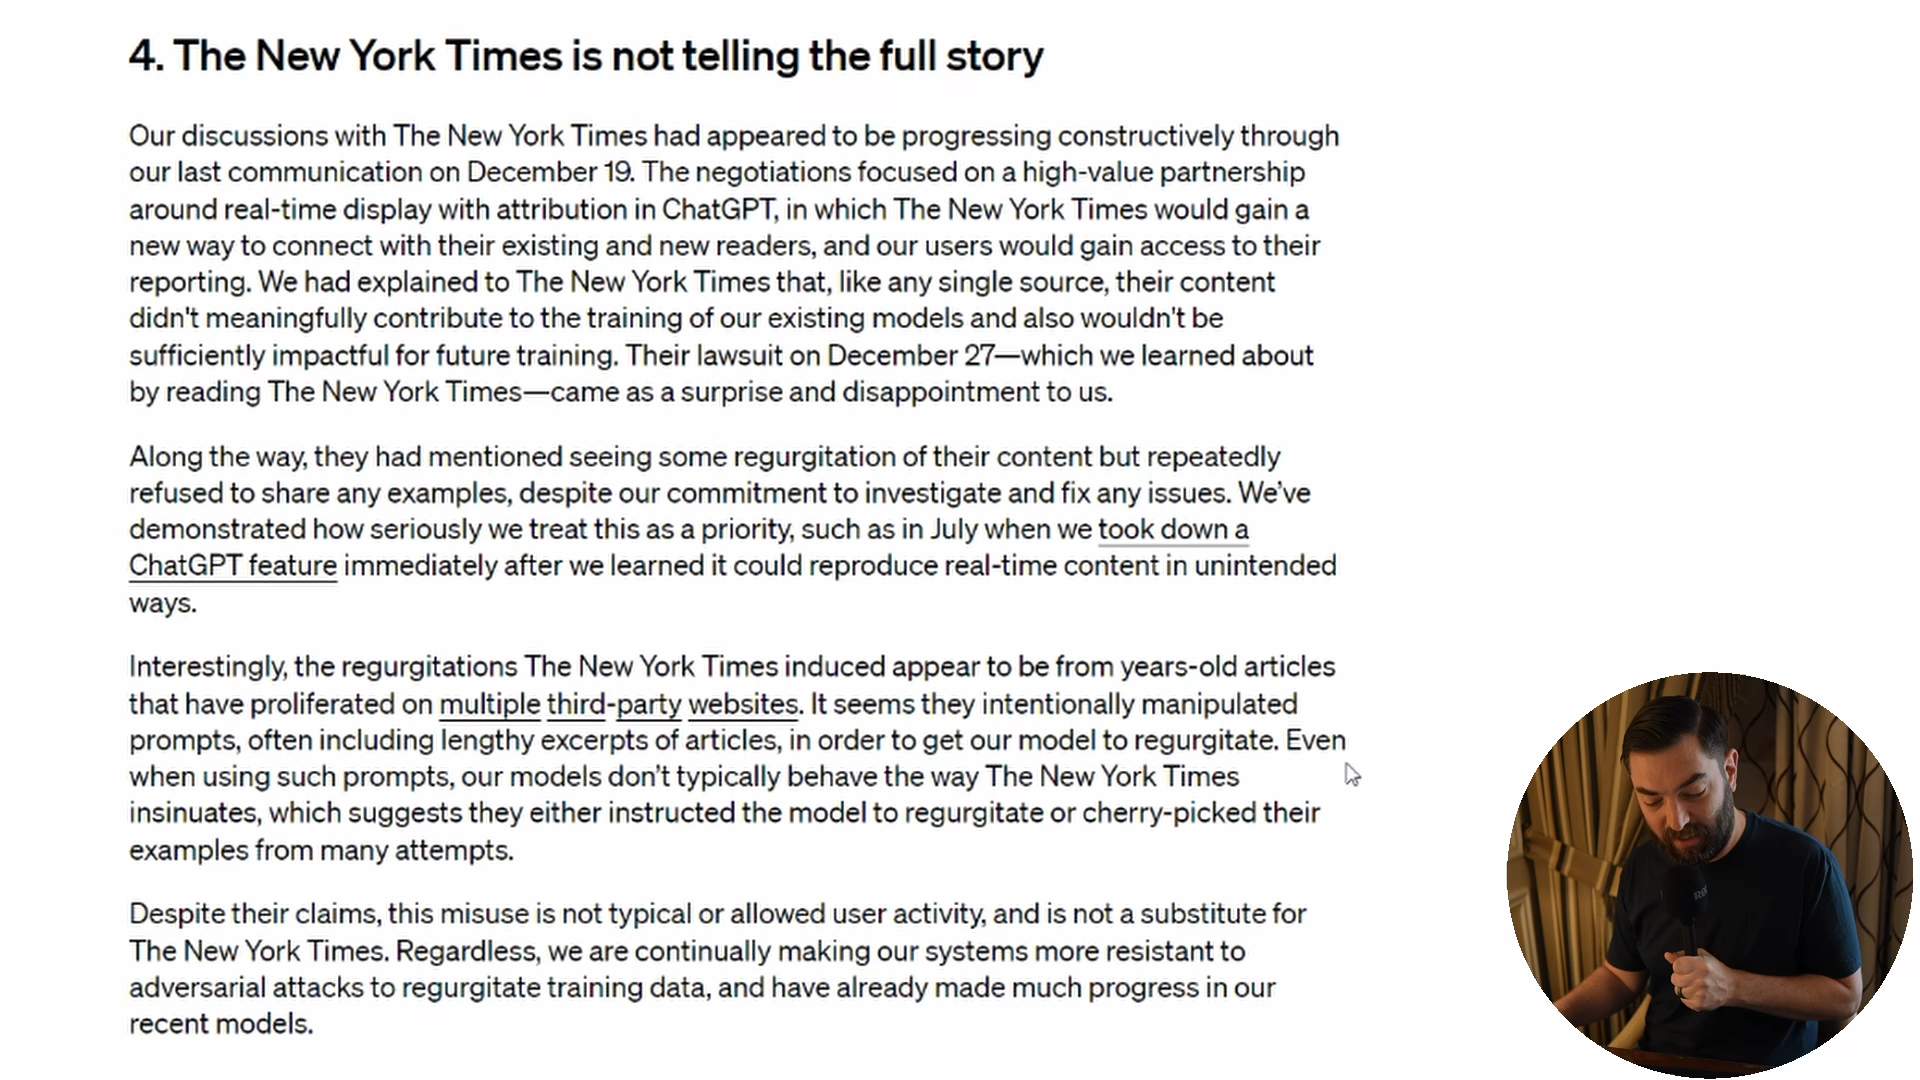 4. The New York Times is not telling the full story
Our discussions with The New York Times had appeared to be progressing constructively through
our last communication on December 19. The negotiations focused on a high-value partnership
around real-time display with attribution in ChatGPT, in which The New York Times would gain a
new way to connect with their existing and new readers, and our users would gain access to their
reporting. We had explained to The New York Times that, like any single source, their content
didn't meaningfully contribute to the training of our existing models and also wouldn't be
sufficiently impactful for future training. Their lawsuit on December 27—which we learned about
by reading The New York Times—came as a surprise and disappointment to us.
Along the way, they had mentioned seeing some regurgitation of their content but repeatedly
refused to share any examples, despite our commitment to investigate and fix any issues. We’ve
demonstrated how seriously we treat this as a priority, such as in July when we took down a
ChatGPT feature immediately after we learned it could reproduce real-time content in unintended
ways.
Interestingly, the regurgitations The New York Times induced appear to be from years-old articles
that have proliferated on multiple third-party websites. It seems they intentionally manipulated
prompts, often including lengthy excerpts of articles, in order to get our model to regurgitate. Even
when using such prompts, our models don’t typically behave the way The New York Times
insinuates, which suggests they either instructed the model to regurgitate or cherry-picked their
examples from many attempts.
Despite their claims, this misuse is not typical or allowed user activity, and is not a substitute for
The New York Times. Regardless, we are continually making our systems more resistant to
adversarial attacks to regurgitate training data, and have already made much progress in our
recent models.